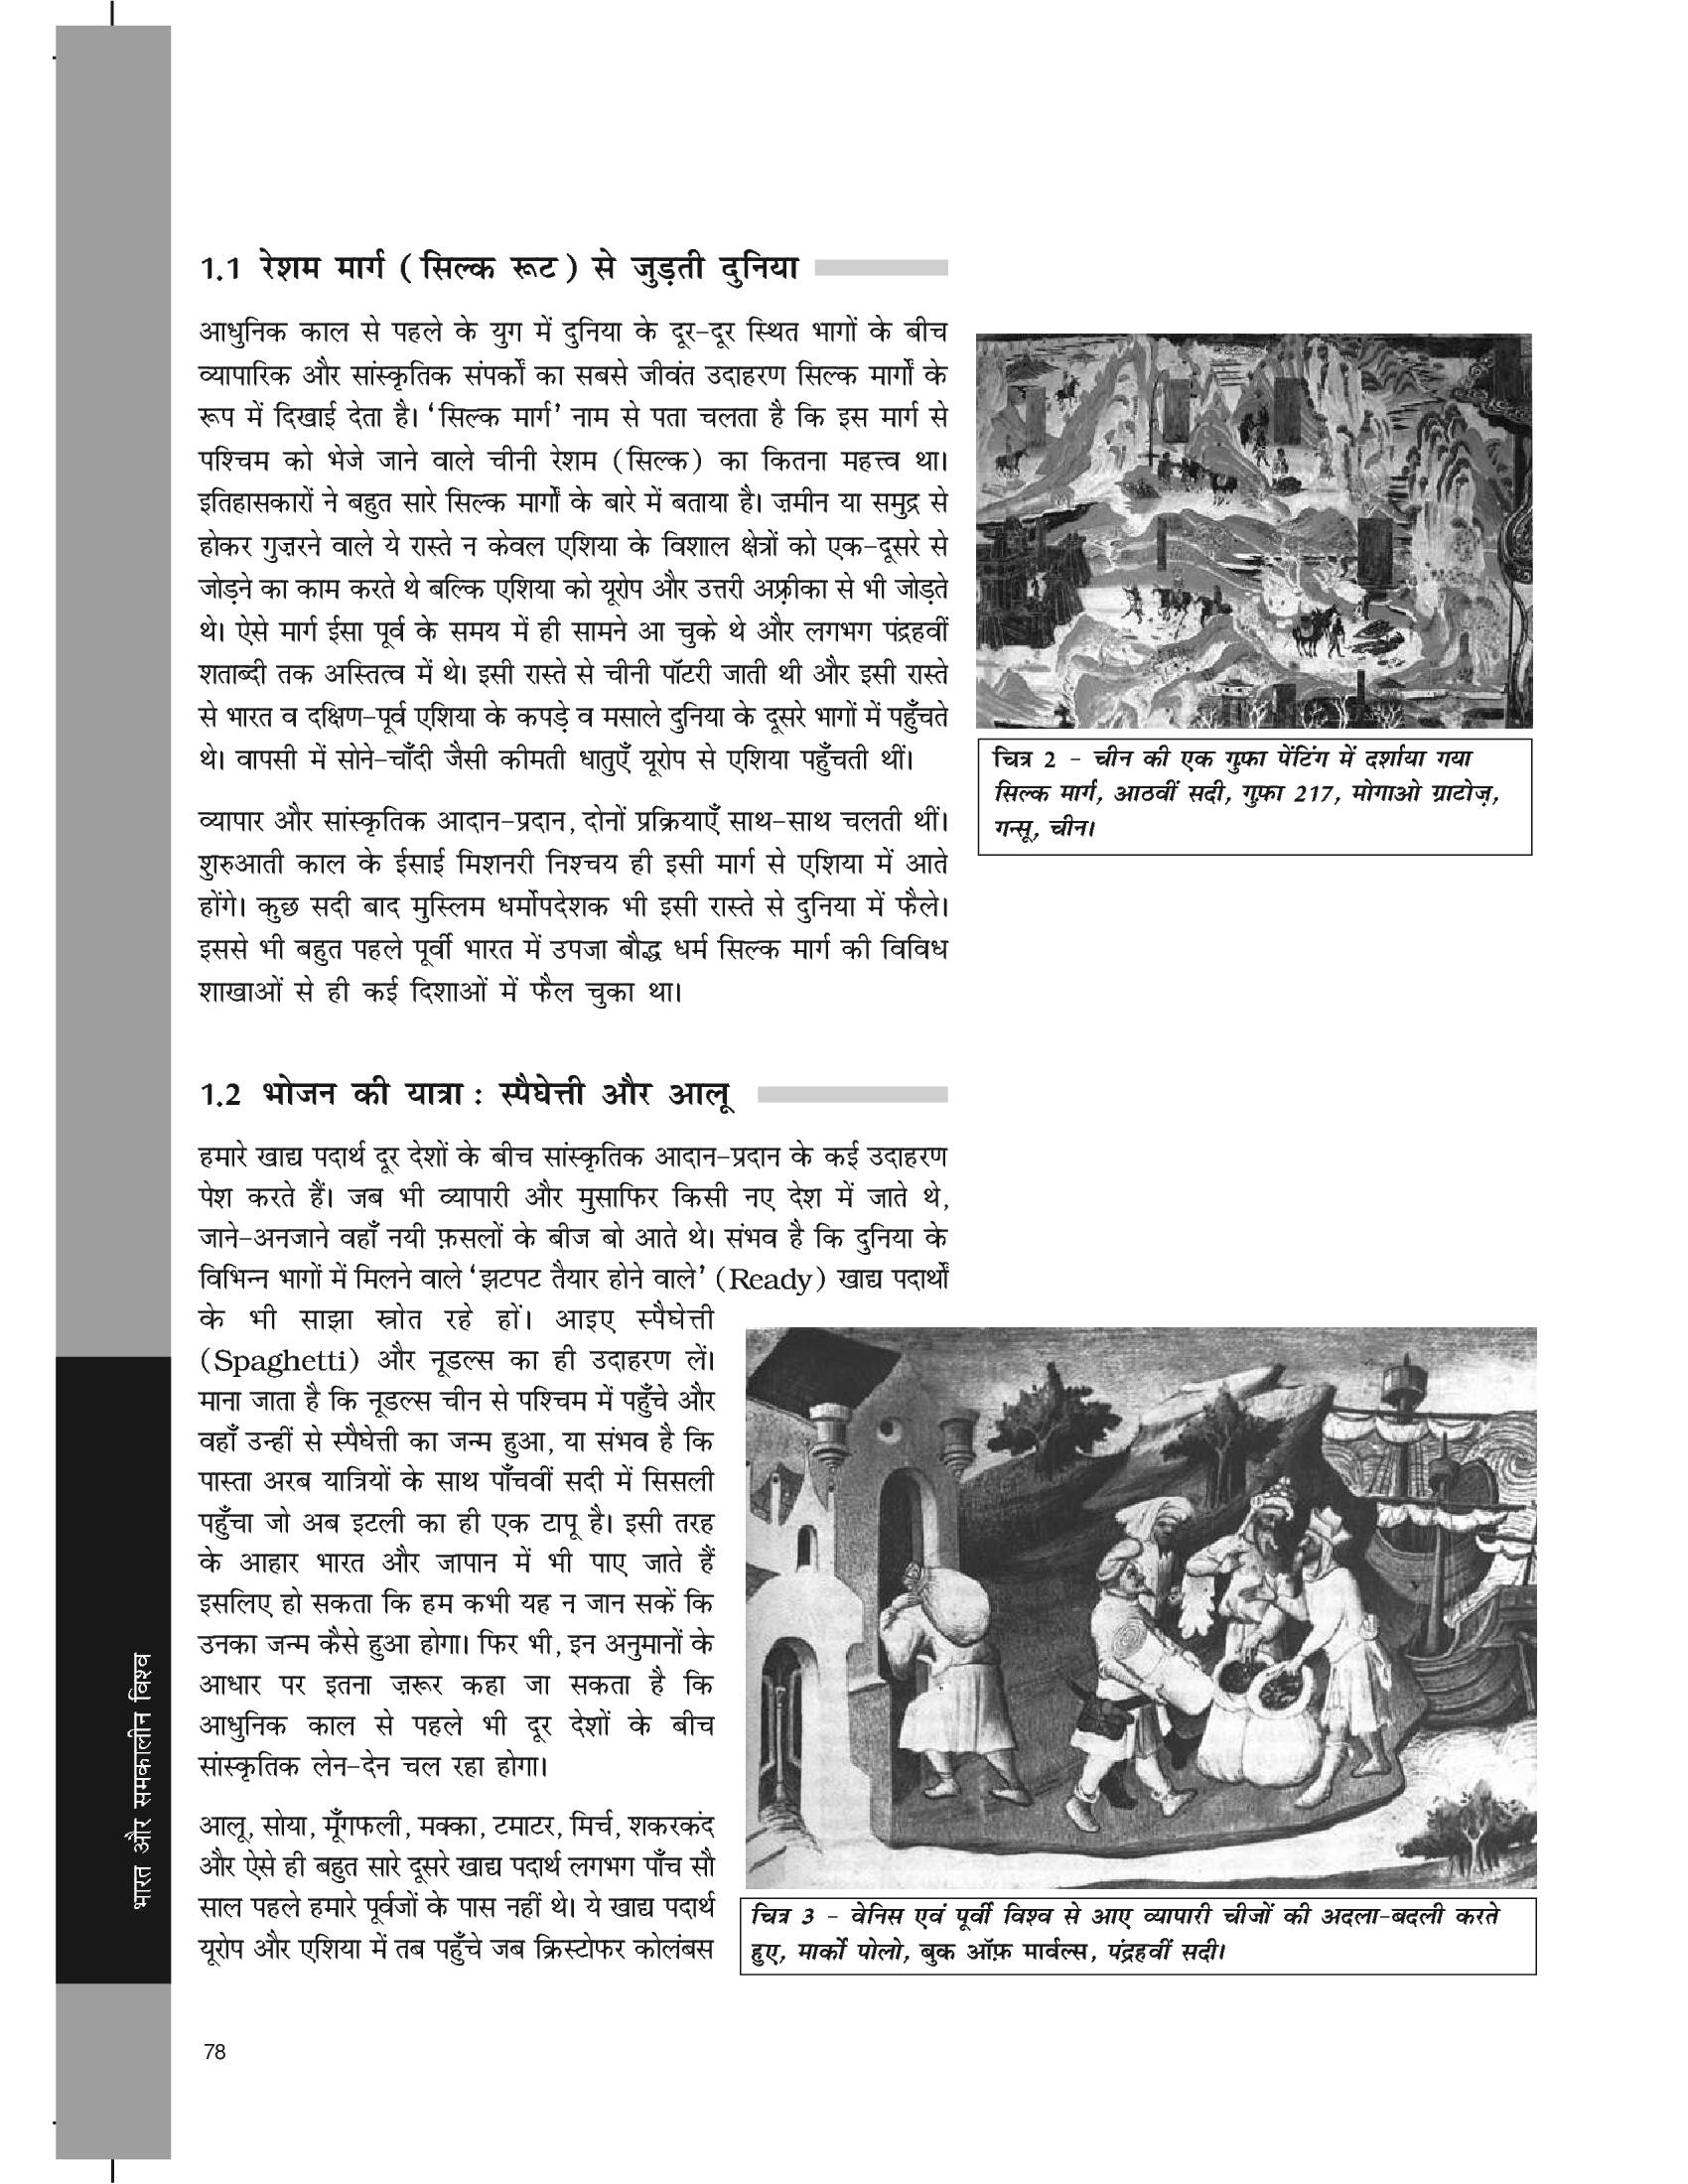 1.1 रेशम मार्ग (सिल्क रूट) से जुड़ती दुनिया
आधुनिक काल से पहले के युग में दुनिया के दूर-दूर स्थित भागों के बीच
व्यापारिक और सांस्कृतिक संपर्कों का सबसे जीवंत उदाहरण सिल्क मार्गों के
रूप में दिखाई देता है। ‘सिल्क मार्ग’ नाम से पता चलता है कि इस मार्ग से
पश्चिम को भेजे जाने वाले चीनी रेशम (सिल्क) का कितना महत्त्व था।
इतिहासकारों ने बहुत सारे सिल्क मार्गों के बारे में बताया है। ज़मीन या समुद्र से
होकर गुज़रने वाले ये रास्ते न केवल एशिया के विशाल क्षेत्रों को एक-दूसरे से
जोड़ने का काम करते थे बल्कि एशिया को यूरोप और उत्तरी अफ़्रीका से भी जोड़ते
थे। ऐसे मार्ग ईसा पूर्व के समय में ही सामने आ चुके थे और लगभग पंद्रहवीं
शताब्दी तक अस्तित्व में थे। इसी रास्ते से चीनी पॉटरी जाती थी और इसी रास्ते
से भारत व दक्षिण-पूर्व एशिया के कपड़े व मसाले दुनिया के दूसरे भागों में पहुँचते
थे। वापसी में सोने-चाँदी जैसी कीमती धातुएँ यूरोप से एशिया पहुँचती थीं।
व्यापार और सांस्कृतिक आदान-प्रदान, दोनों प्रक्रियाएँ साथ-साथ चलती थीं।
शुरुआती काल के ईसाई मिशनरी निश्चय ही इसी मार्ग से एशिया में आते
होंगे। कुछ सदी बाद मुस्लिम धर्मोपदेशक भी इसी रास्ते से दुनिया में फैले।
इससे भी बहुत पहले पूर्वी भारत में उपजा बौद्ध धर्म सिल्क मार्ग की विविध
शाखाओं से ही कई दिशाओं में फैल चुका था।
चित्र 2 - चीन की एक गुफ़ा पेंटिंग में दर्शाया गया
सिल्क मार्ग, आठवीं सदी, गुफ़ा 217, मोगाओ ग्राटोज़,
गन्सू, चीन।
1.2 भोजन की यात्रा : स्पैघेत्ती और आलू
हमारे खाद्य पदार्थ दूर देशों के बीच सांस्कृतिक आदान-प्रदान के कई उदाहरण
पेश करते हैं। जब भी व्यापारी और मुसाफिर किसी नए देश में जाते थे,
जाने-अनजाने वहाँ नयी फ़सलों के बीज बो आते थे। संभव है कि दुनिया के
विभिन्न भागों में मिलने वाले ‘झटपट तैयार होने वाले’ (Ready) खाद्य पदार्थों
के भी साझा स्रोत रहे हों। आइए स्पैघेत्ती
(Spaghetti) और नूडल्स का ही उदाहरण लें।
माना जाता है कि नूडल्स चीन से पश्चिम में पहुँचे और
वहाँ उन्हीं से स्पैघेत्ती का जन्म हुआ, या संभव है कि
पास्ता अरब यात्रियों के साथ पाँचवीं सदी में सिसली
पहुँचा जो अब इटली का ही एक टापू है। इसी तरह
के आहार भारत और जापान में भी पाए जाते हैं
इसलिए हो सकता कि हम कभी यह न जान सकें कि
उनका जन्म कैसे हुआ होगा। फिर भी, इन अनुमानों के
आधार पर इतना ज़रूर कहा जा सकता है कि
आधुनिक काल से पहले भी दूर देशों के बीच
सांस्कृतिक लेन-देन चल रहा होगा।
आलू, सोया, मूँगफली, मक्का, टमाटर, मिर्च, शकरकंद
और ऐसे ही बहुत सारे दूसरे खाद्य पदार्थ लगभग पाँच सौ
साल पहले हमारे पूर्वजों के पास नहीं थे। ये खाद्य पदार्थ
यूरोप और एशिया में तब पहुँचे जब क्रिस्टोफर कोलंबस
चित्र 3 - वेनिस एवं पूर्वी विश्व से आए व्यापारी चीजों की अदला-बदली करते
हुए, मार्को पोलो, बुक ऑफ़ मार्वल्स, पंद्रहवीं सदी।
भारत और समकालीन विश्व
78